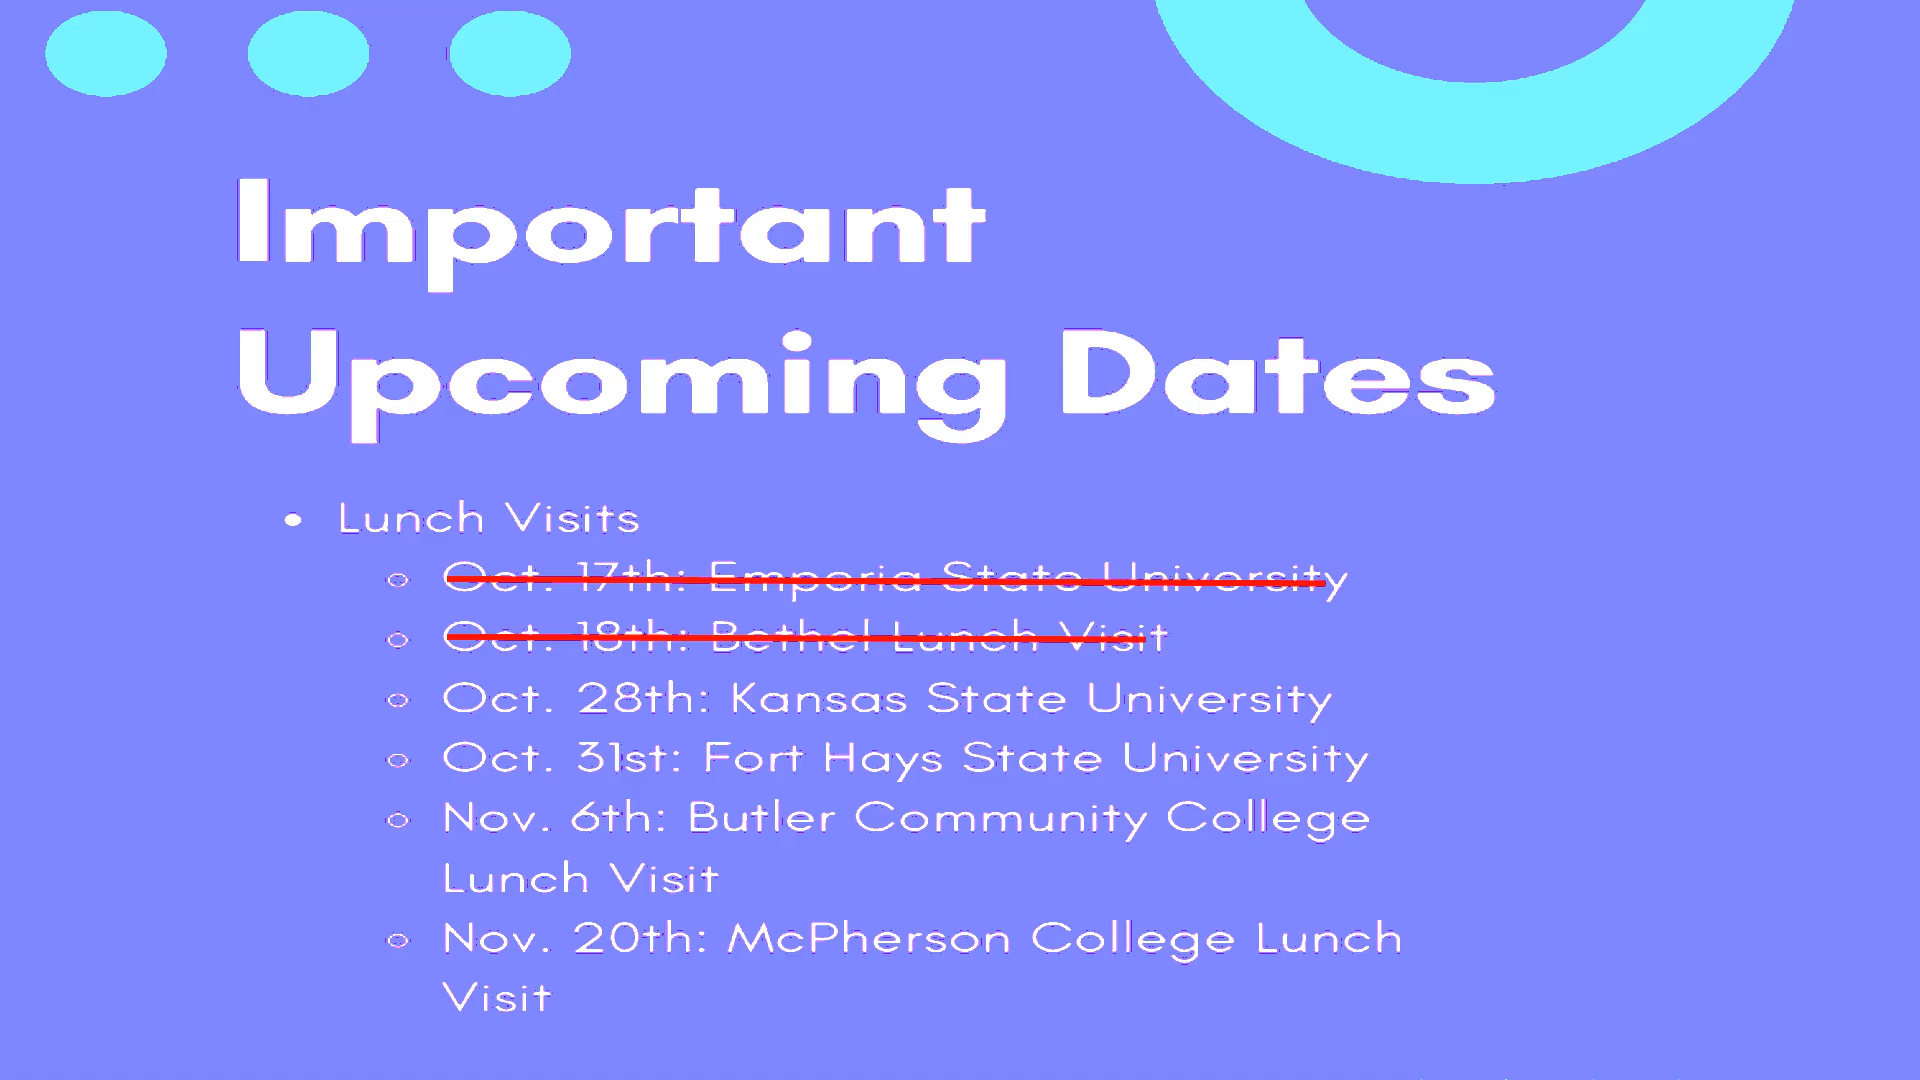 Important
Upcoming Dates
• Lunch Visits
○ Oct. 17th: Emporia State University
○ Oct. 18th: Bethel Lunch Visit
○ Oct. 28th: Kansas State University
○ Oct. 31st: Fort Hays State University
○ Nov. 6th: Butler Community College
Lunch Visit
○ Nov. 20th: McPherson College Lunch
Visit